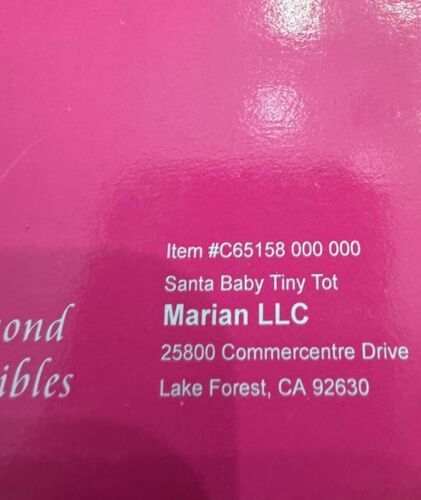 Item #C65158 000 000
Santa Baby Tiny Tot
Marian LLC
25800 Commercentre Drive
Lake Forest, CA 92630